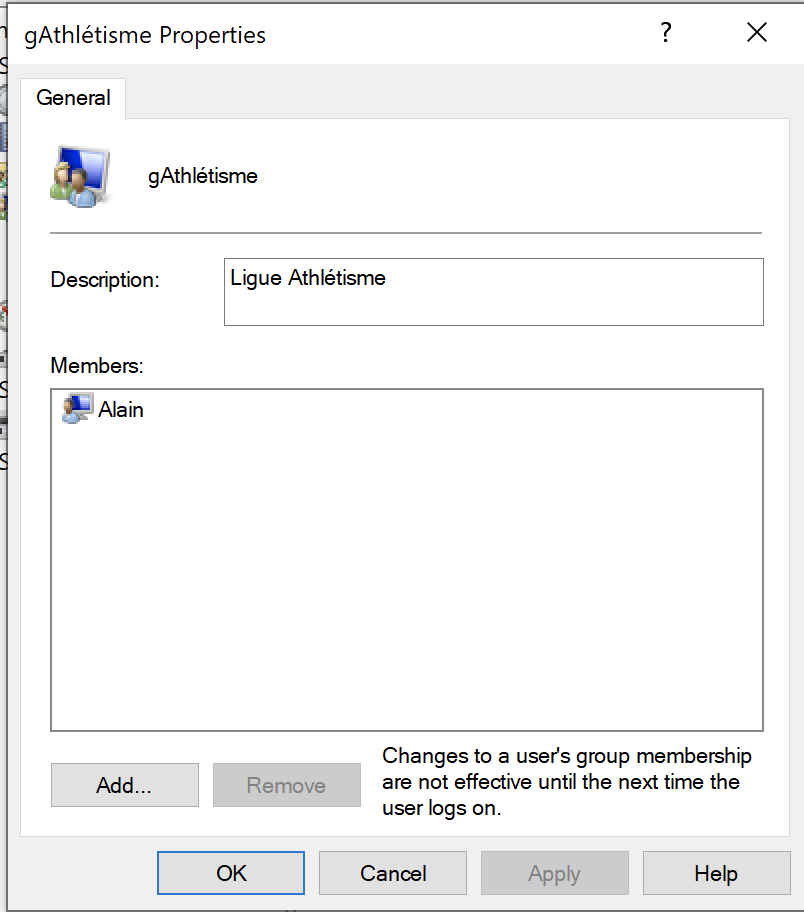 gAthlétisme Properties
?
General
gAthlétisme
Description:
Ligue Athlétisme
Members:
Alain
Add...
Remove
Changes to a user's group membership
are not effective until the next time the
user logs on.
OK
Cancel
Apply
Help